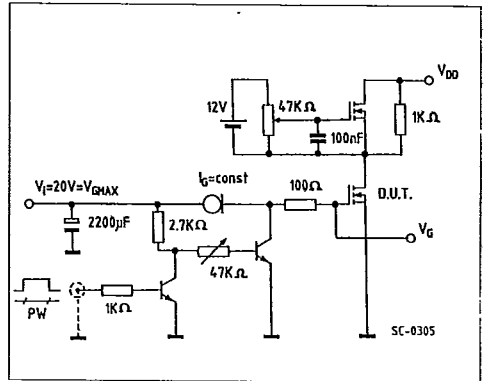 V_DD
12V
47KΩ
100nF
1KΩ
V_I=20V=V_GMAX
I_G=const
100Ω
D.U.T.
2200µF
2.7KΩ
V_G
47KΩ
PW
1KΩ
SC-0305